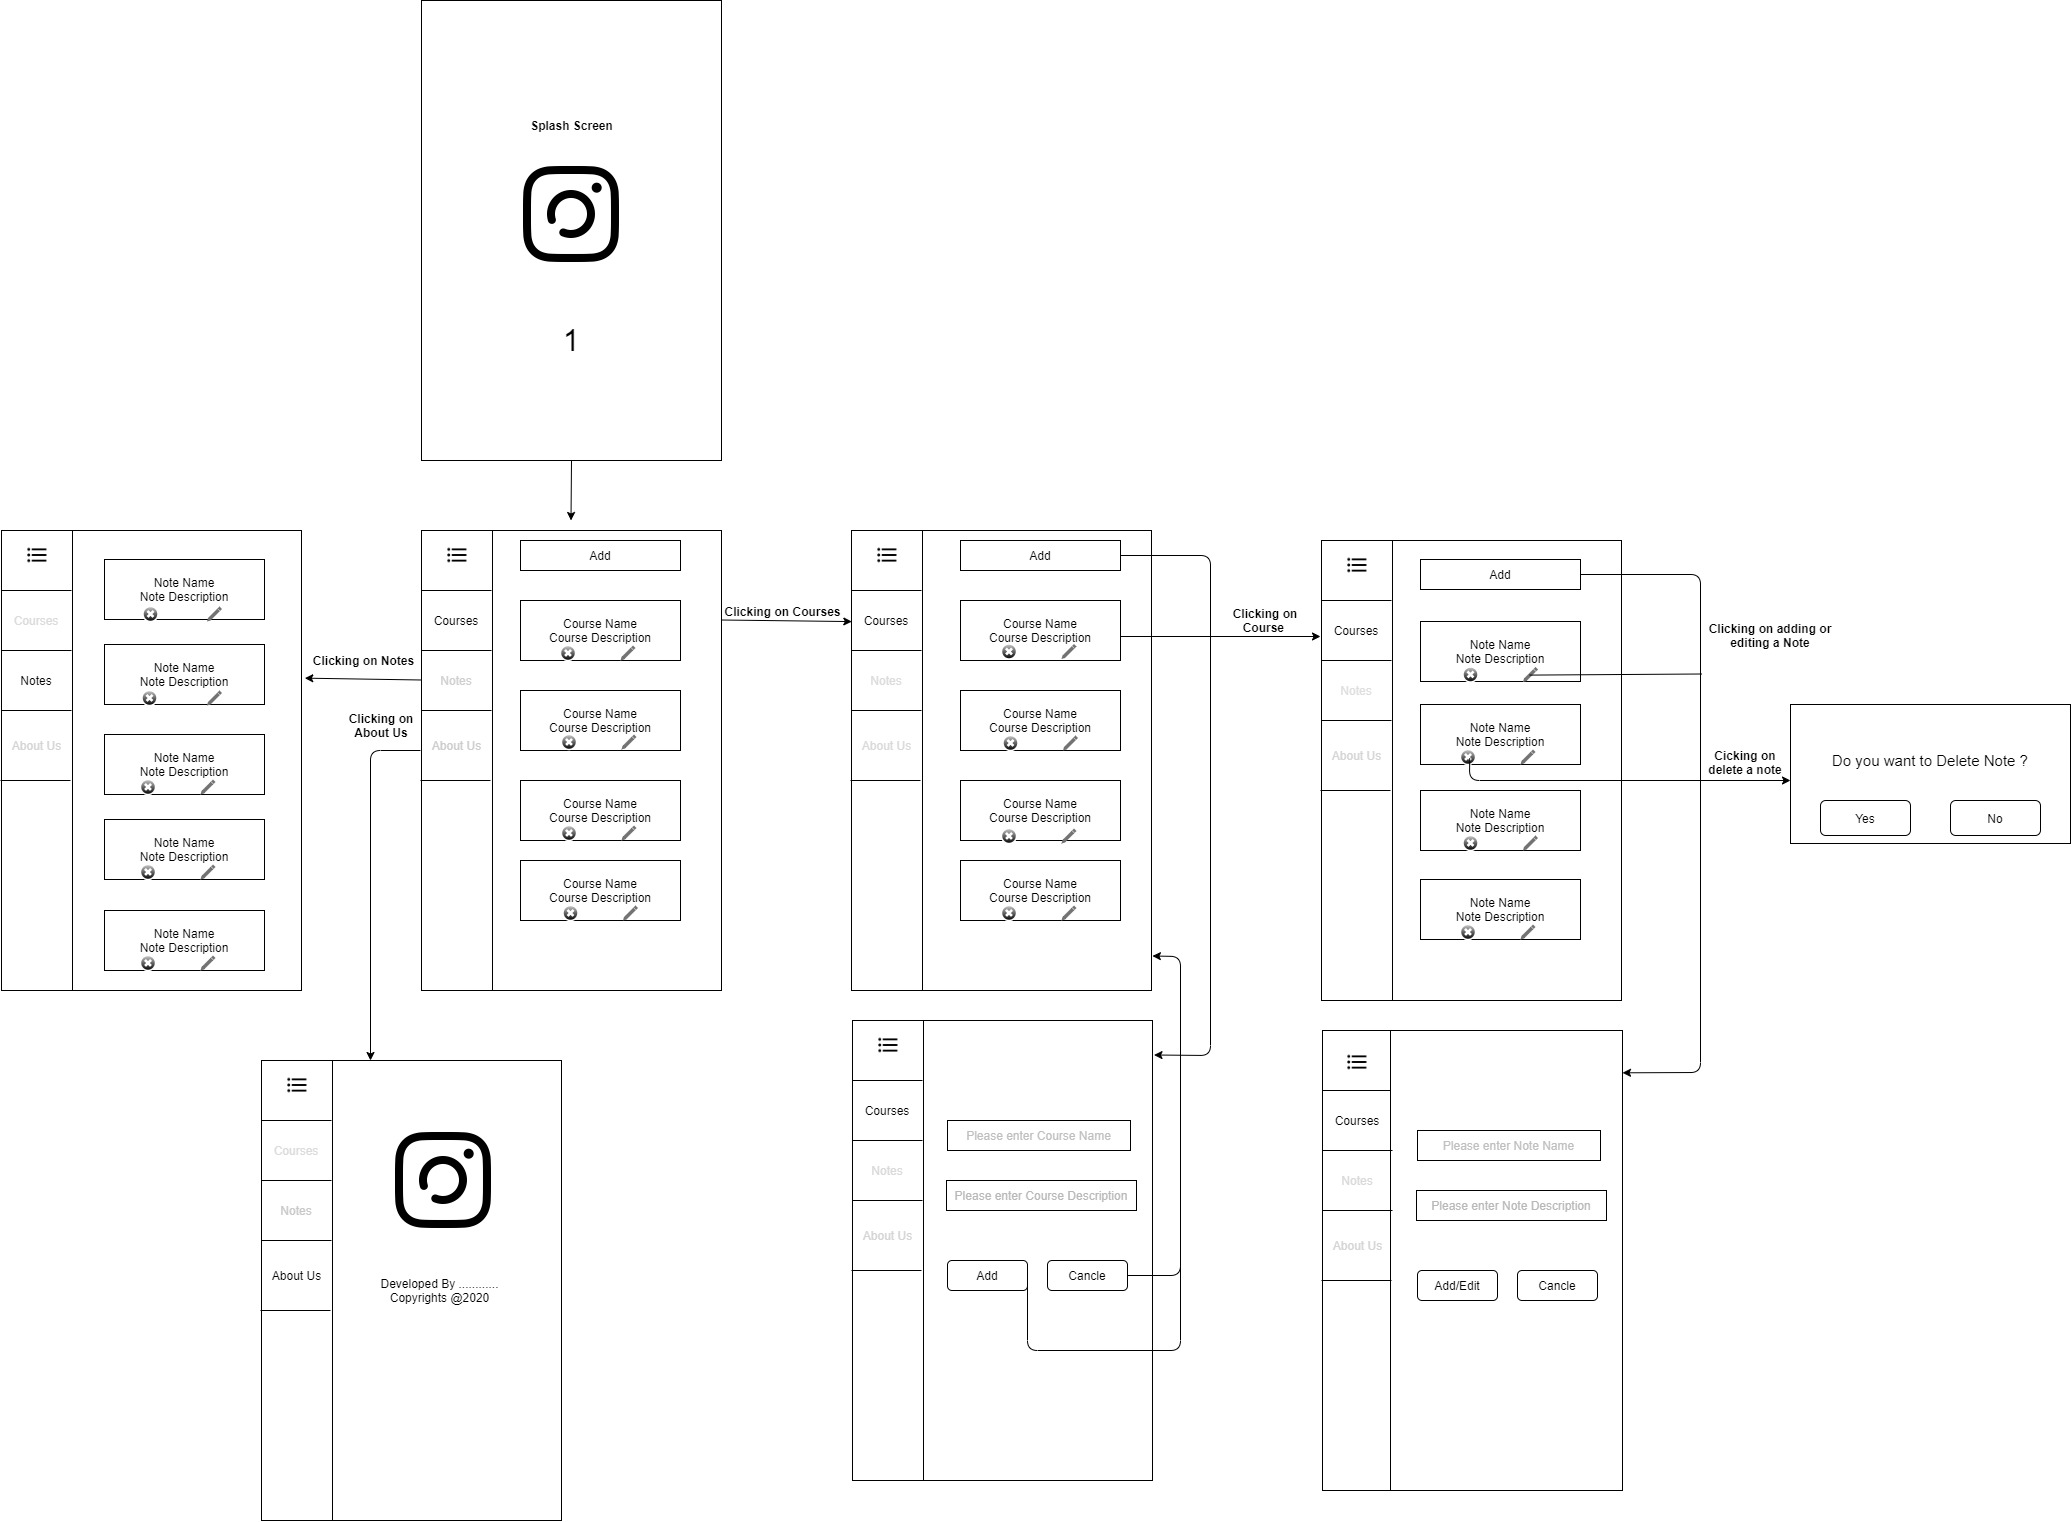 Splash Screen
1
Courses
Notes
About Us
Note Name
Note Description
Note Name
Note Description
Note Name
Note Description
Note Name
Note Description
Note Name
Note Description
Clicking on Notes
Clicking on
About Us
Courses
Notes
About Us
Add
Course Name
Course Description
Course Name
Course Description
Course Name
Course Description
Course Name
Course Description
Clicking on Courses
Courses
Notes
About Us
Add
Course Name
Course Description
Course Name
Course Description
Course Name
Course Description
Course Name
Course Description
Clicking on
Course
Courses
Notes
About Us
Add
Note Name
Note Description
Note Name
Note Description
Note Name
Note Description
Note Name
Note Description
Clicking on adding or
editing a Note
Cicking on
delete a note
Do you want to Delete Note ?
Yes
No
Courses
Notes
About Us
Developed By ............
Copyrights @2020
Courses
Notes
About Us
Please enter Course Name
Please enter Course Description
Add
Cancle
Courses
Notes
About Us
Please enter Note Name
Please enter Note Description
Add/Edit
Cancle